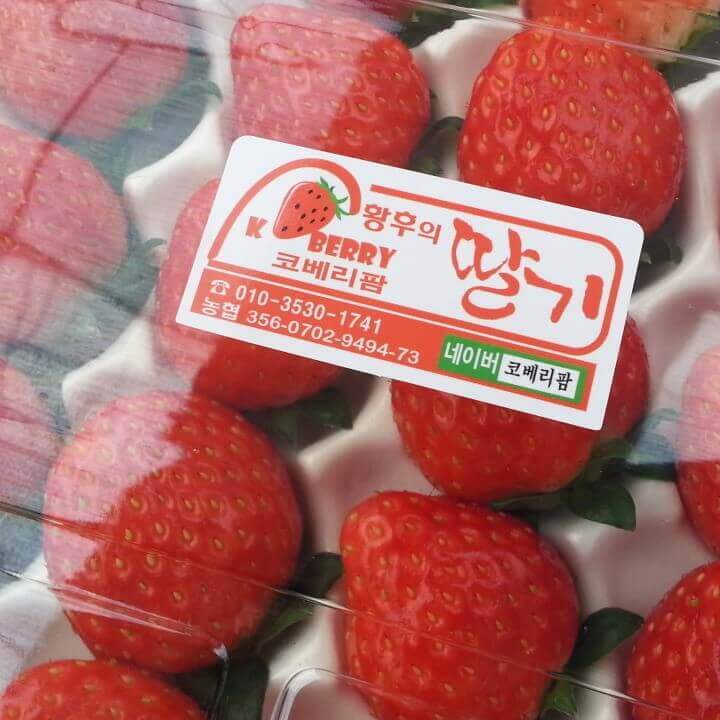 K BERRY
코베리팜
황후의 딸기
☎ 010-3530-1741
농협 356-0702-9494-73
네이버 코베리팜